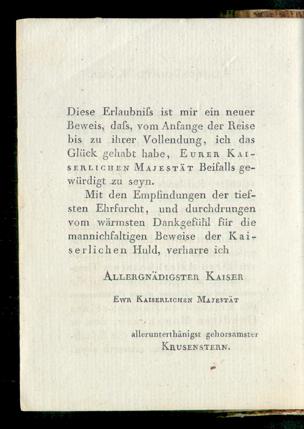 Diese Erlaubniſs ist mir ein neuer
Beweis, daſs, vom Anfange der Reise
bis zu ihrer Vollendung, ich das
Glück gehabt habe, EURER KAI-
SERLICHEN MAJESTÄT Beifalls ge-
würdigt zu seyn.
Mit den Empfindungen der tief-
sten Ehrfurcht, und durchdrungen
vom wärmsten Dankgefühl für die
mannichfaltigen Beweise der Kai-
serlichen Huld, verharre ich
ALLERGNÄDIGSTER KAISER
EWR KAISERLICHEN MAJESTÄT
allerunterthänigst gehorsamster
KRUSENSTERN.